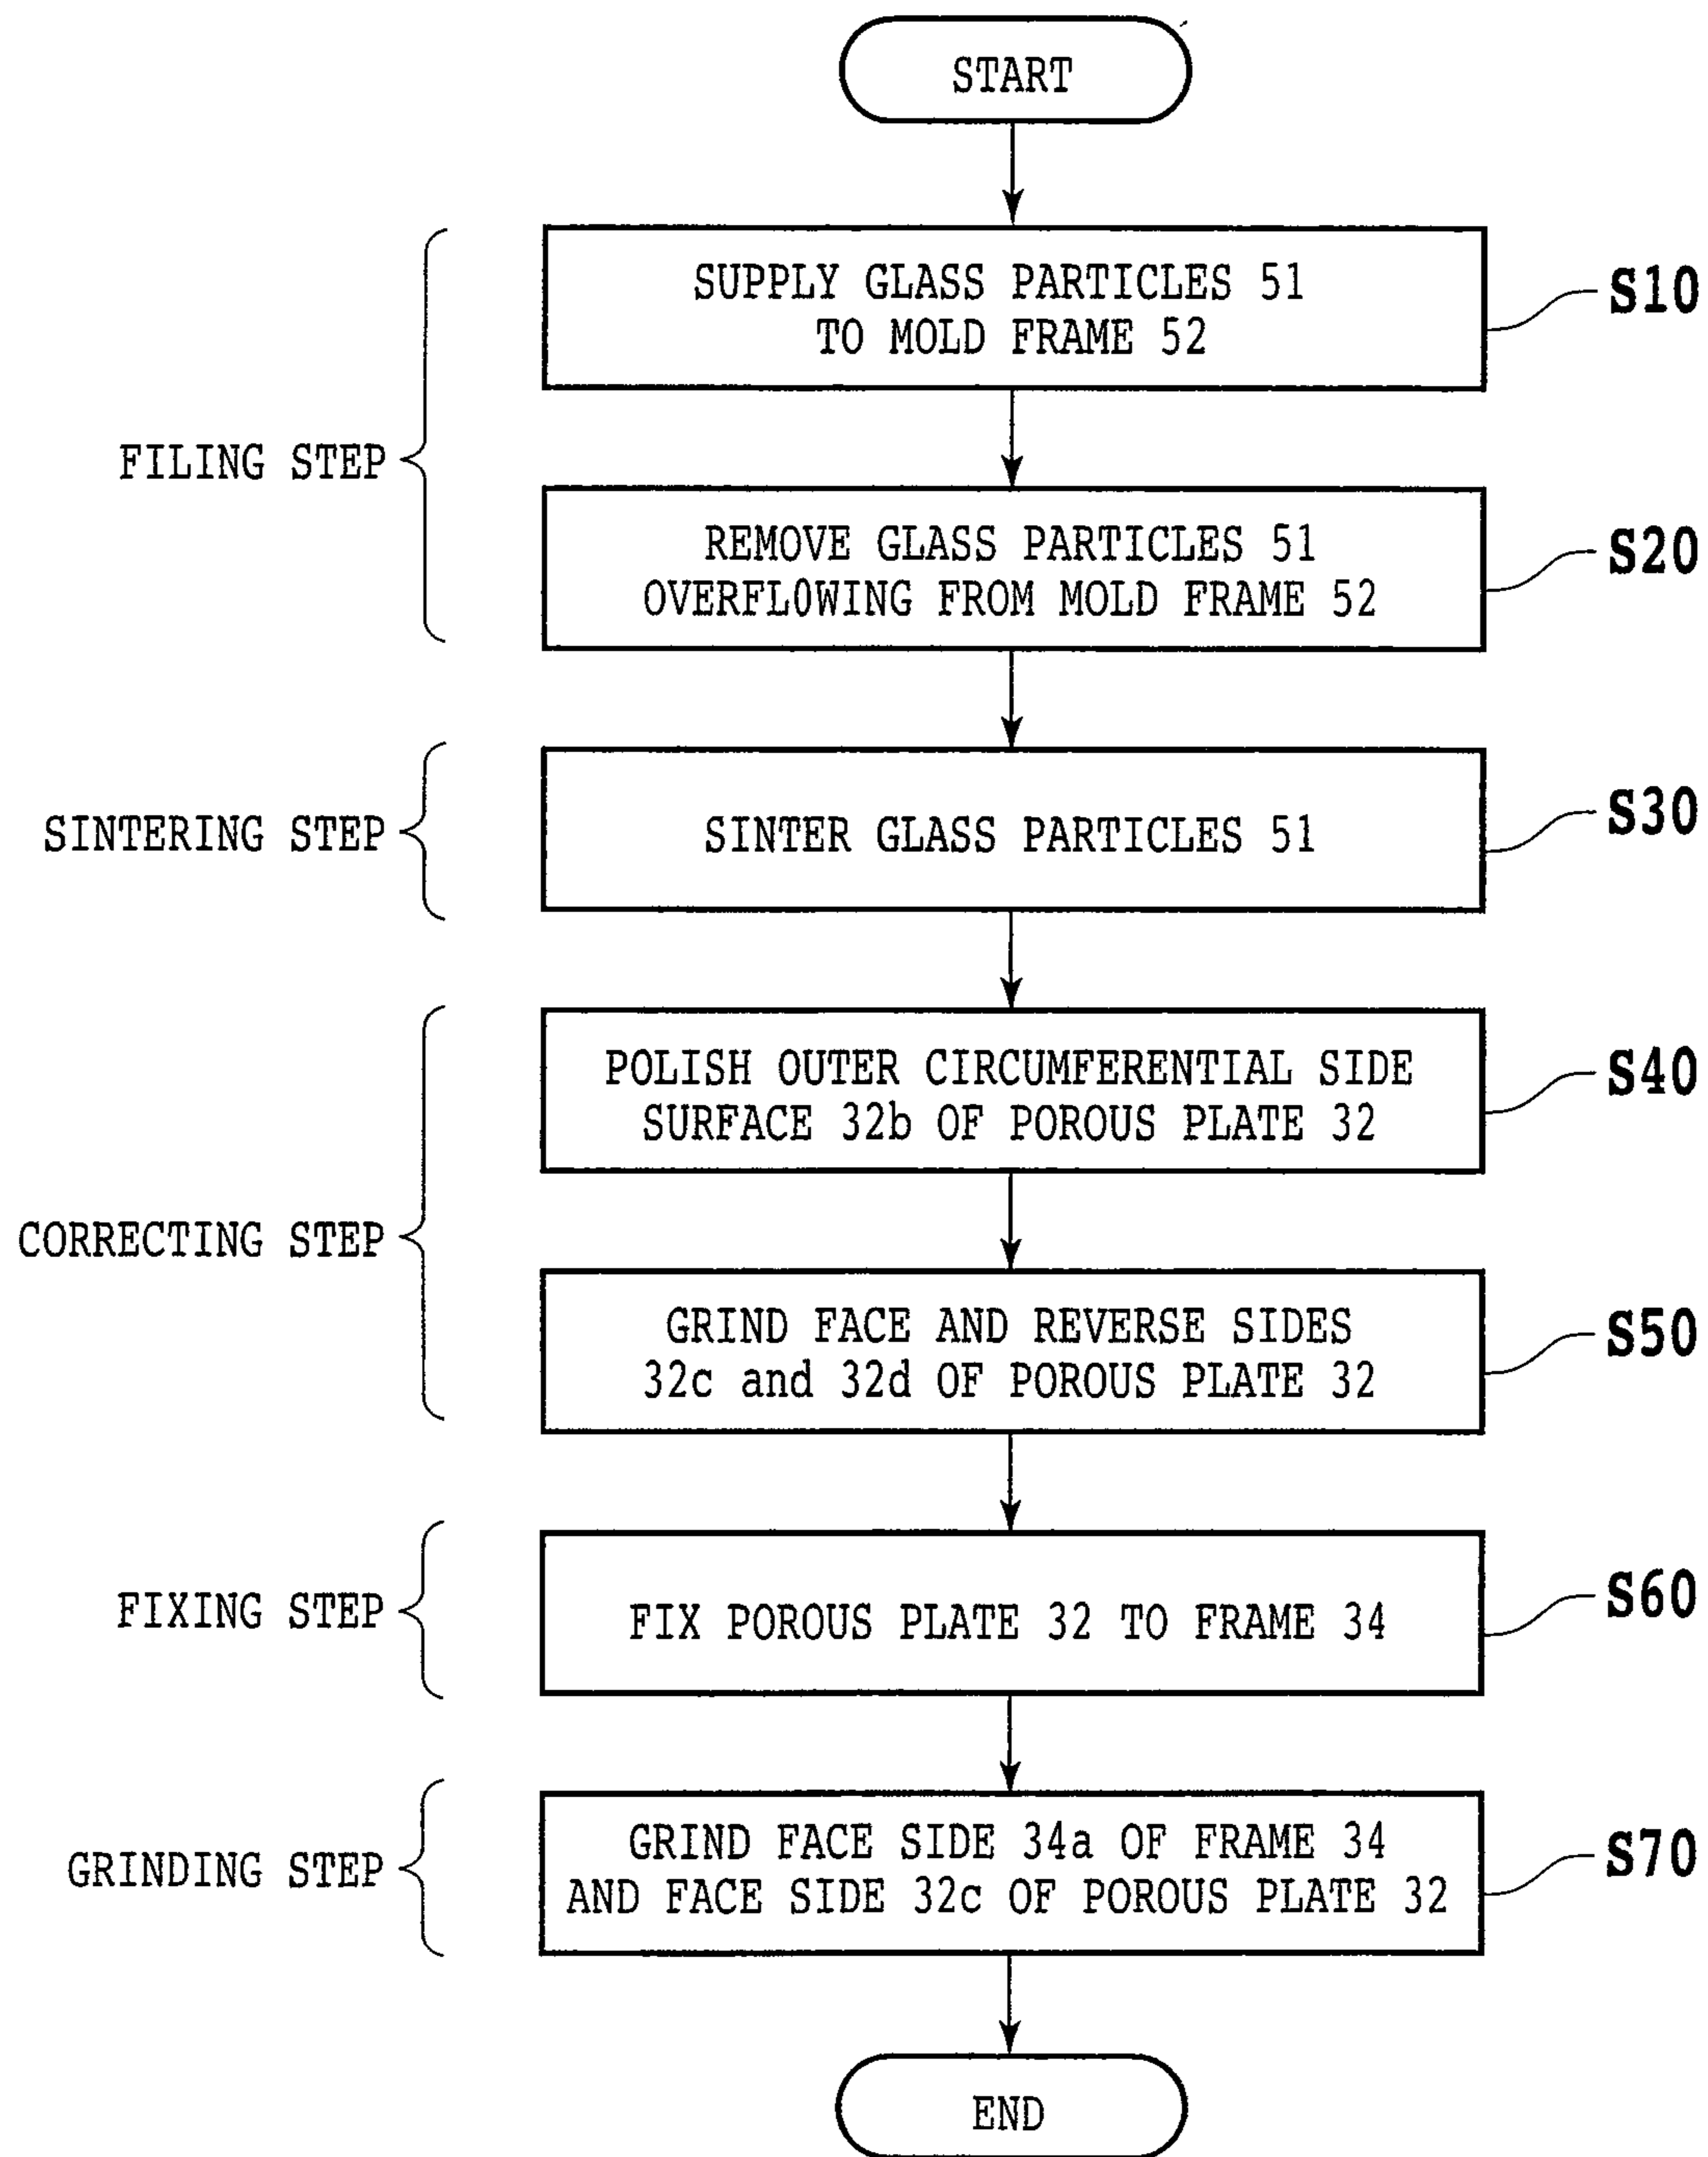 START
SUPPLY GLASS PARTICLES 51
TO MOLD FRAME 52
S10
FILING STEP
REMOVE GLASS PARTICLES 51
OVERFL0WING FROM MOLD FRAME 52
S20
SINTERING STEP
SINTER GLASS PARTICLES 51
S30
POLISH OUTER CIRCUMFERENTIAL SIDE
SURFACE 32b OF POROUS PLATE 32
S40
CORRECTING STEP
GRIND FACE AND REVERSE SIDES
32c and 32d OF POROUS PLATE 32
S50
FIXING STEP
FIX POROUS PLATE 32 TO FRAME 34
S60
GRINDING STEP
GRIND FACE SIDE 34a OF FRAME 34
AND FACE SIDE 32c OF POROUS PLATE 32
S70
END